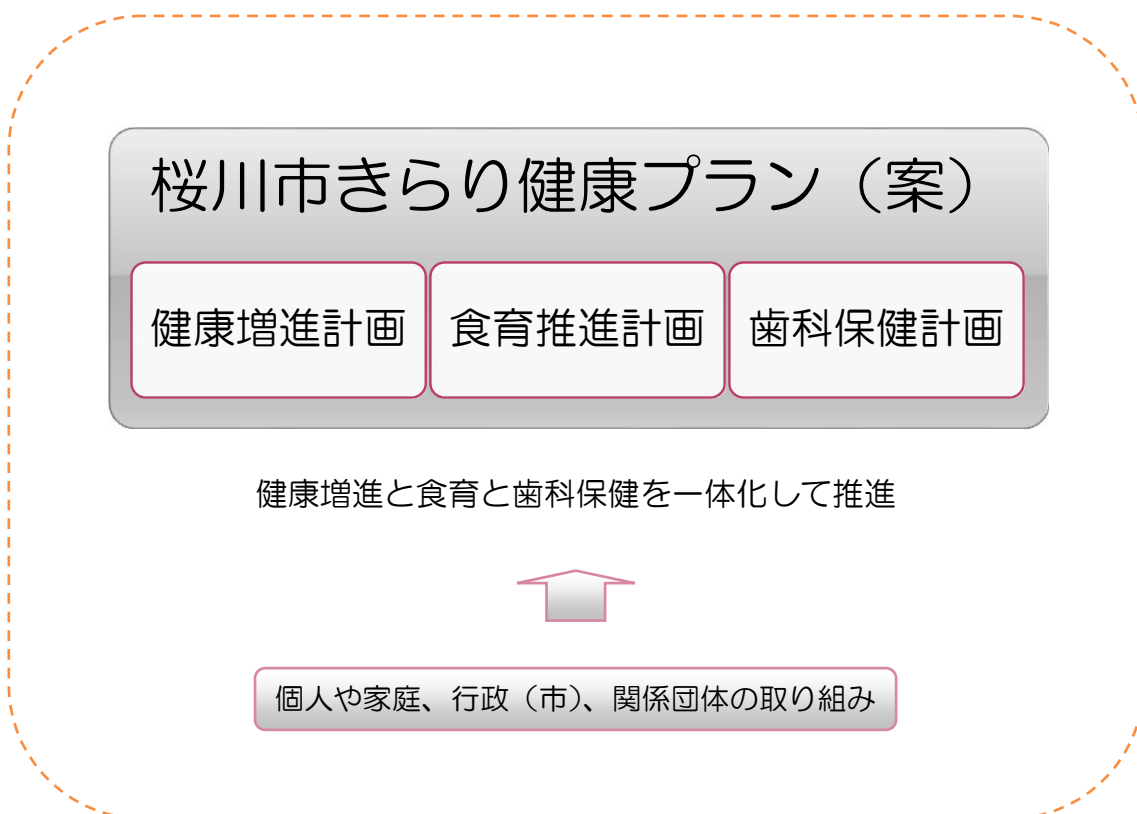 桜川市きらり健康プラン（案）
健康増進計画
食育推進計画
歯科保健計画
健康増進と食育と歯科保健を一体化して推進
個人や家庭、行政（市）、関係団体の取り組み